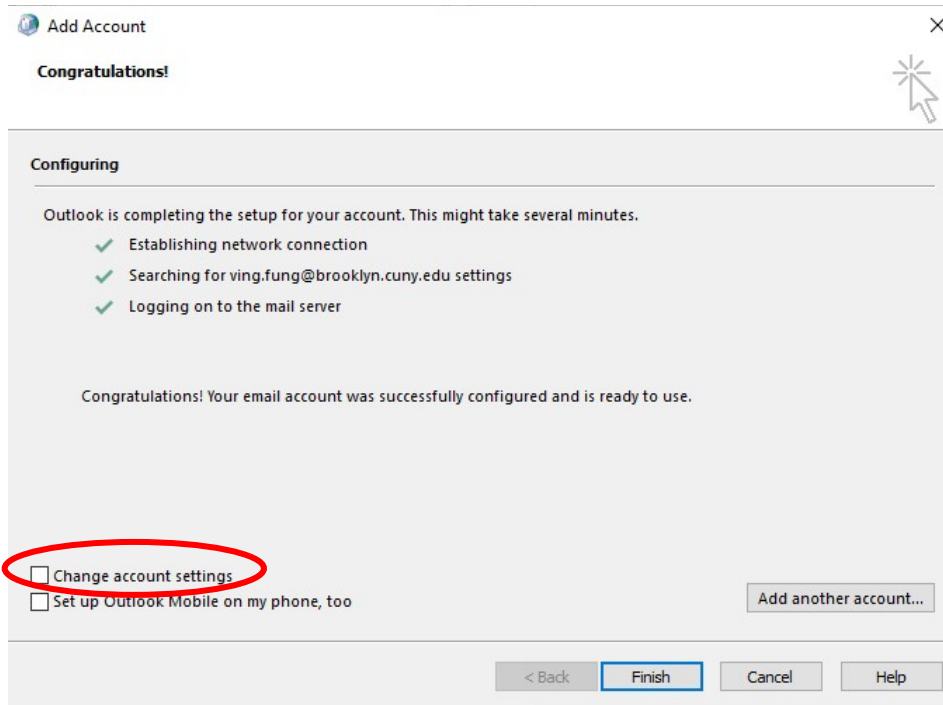 Add Account
Congratulations!
Configuring
Outlook is completing the setup for your account. This might take several minutes.
Establishing network connection
Searching for ving.fung@brooklyn.cuny.edu settings
Logging on to the mail server
Congratulations! Your email account was successfully configured and is ready to use.
Change account settings
Set up Outlook Mobile on my phone, too
Add another account...
< Back Finish Cancel Help